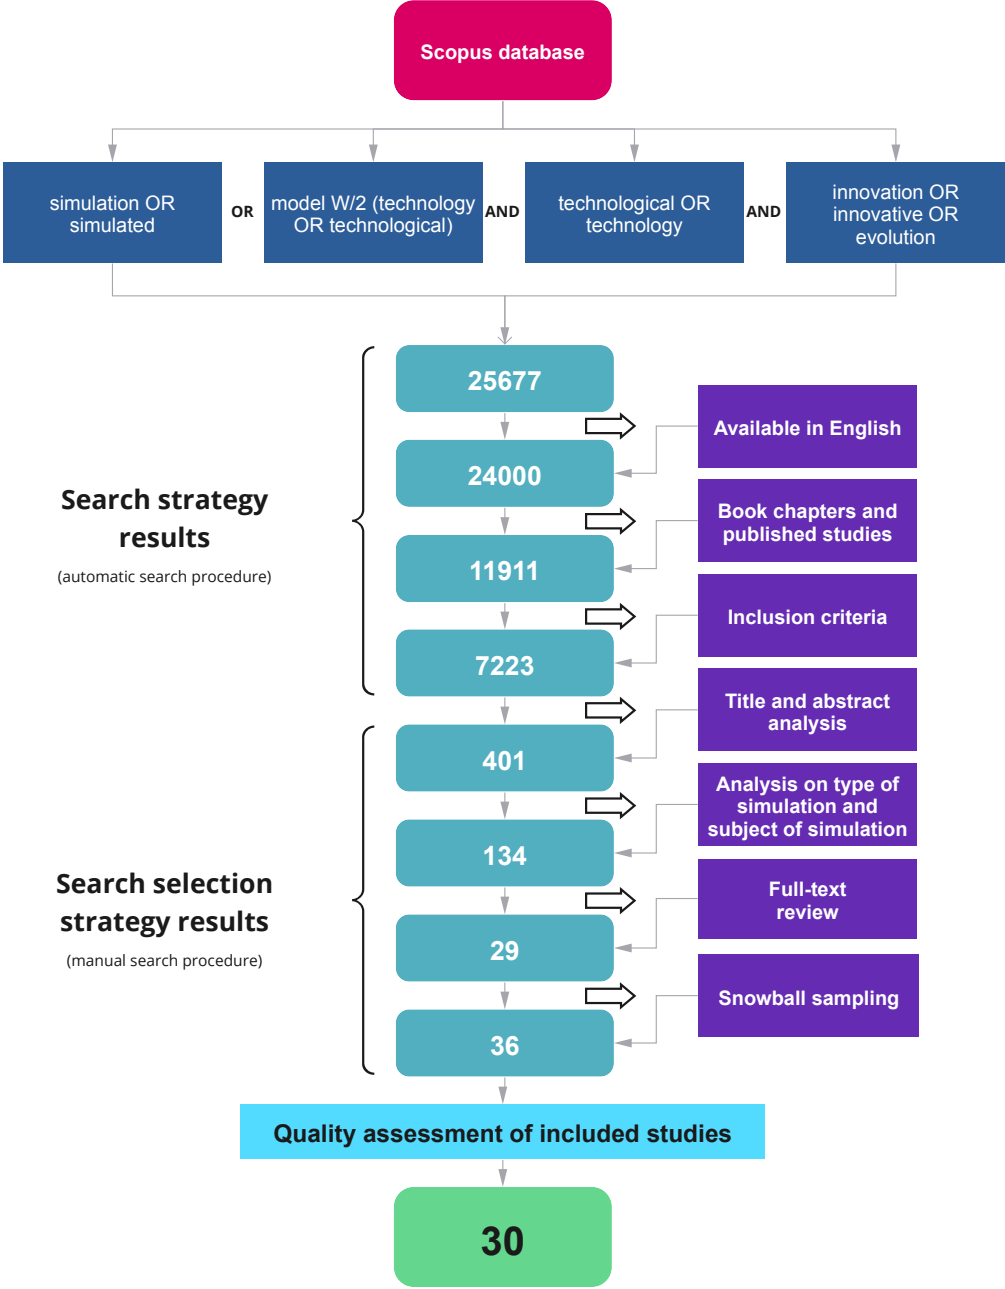 Scopus database
simulation OR
simulated
OR
model W/2 (technology
OR technological)
AND
technological OR
technology
AND
innovation OR
innovative OR
evolution
25677
Available in English
24000
Search strategy
results
(automatic search procedure)
Book chapters and
published studies
11911
Inclusion criteria
7223
Title and abstract
analysis
401
Analysis on type of
simulation and
subject of simulation
134
Search selection
strategy results
(manual search procedure)
Full-text
review
29
Snowball sampling
36
Quality assessment of included studies
30